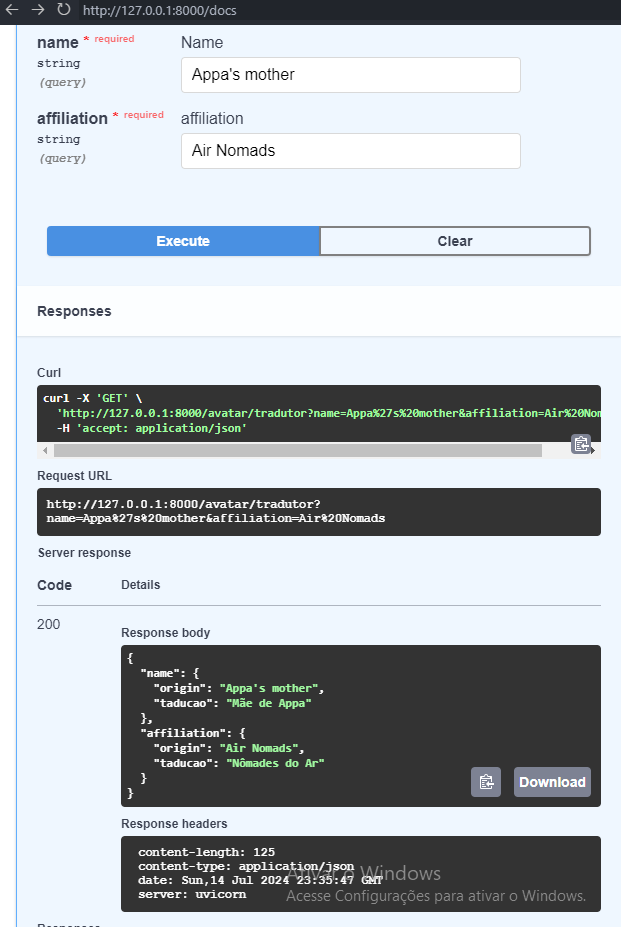 http://127.0.0.1:8000/docs
name * required
Name
string
(query)
Appa's mother
affiliation * required
affiliation
string
(query)
Air Nomads
Execute
Clear
Responses
Curl
curl -X 'GET' \
'http://127.0.0.1:8000/avatar/tradutor?name=Appa%27s%20mother&affiliation=Air%20Nom
-H 'accept: application/json'
Request URL
http://127.0.0.1:8000/avatar/tradutor?
name=Appa%27s%20mother&affiliation=Air%20Nomads
Server response
Code
Details
200
Response body
{
"name": {
"origin": "Appa's mother",
"taducao": "Mãe de Appa"
},
"affiliation": {
"origin": "Air Nomads",
"taducao": "Nômades do Ar"
}
}
Download
Response headers
content-length: 125
content-type: application/json
date: Sun,14 Jul 2024 23:35:47 GMT
server: uvicorn
Ativar o Windows
Acesse Configurações para ativar o Windows.
Responses